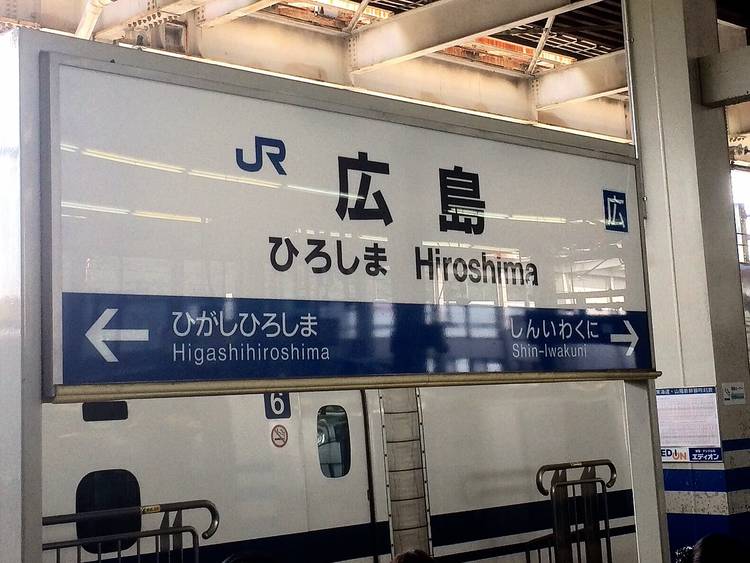 JR
広島
広
ひろしま Hiroshima
ひがしひろしま
Higashihiroshima
しんいわくに
Shin-Iwakuni
6
EDION
エディオン